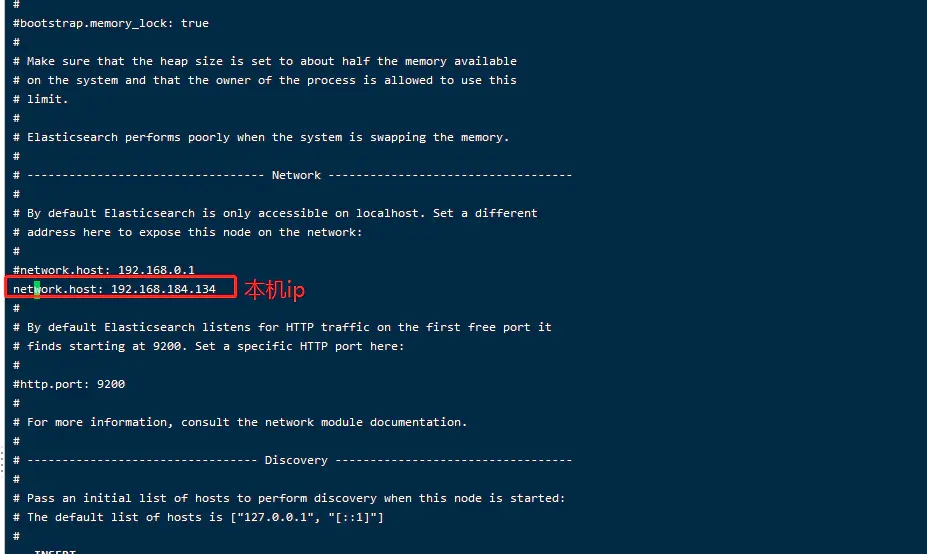 #
#bootstrap.memory_lock: true
#
# Make sure that the heap size is set to about half the memory available
# on the system and that the owner of the process is allowed to use this
# limit.
#
# Elasticsearch performs poorly when the system is swapping the memory.
#
# ---------------------------------- Network -----------------------------------
#
# By default Elasticsearch is only accessible on localhost. Set a different
# address here to expose this node on the network:
#
#network.host: 192.168.0.1
network.host: 192.168.184.134 本机ip
#
# By default Elasticsearch listens for HTTP traffic on the first free port it
# finds starting at 9200. Set a specific HTTP port here:
#
#http.port: 9200
#
# For more information, consult the network module documentation.
#
# --------------------------------- Discovery ----------------------------------
#
# Pass an initial list of hosts to perform discovery when this node is started:
# The default list of hosts is ["127.0.0.1", "[::1]"]
#
-- INSERT --